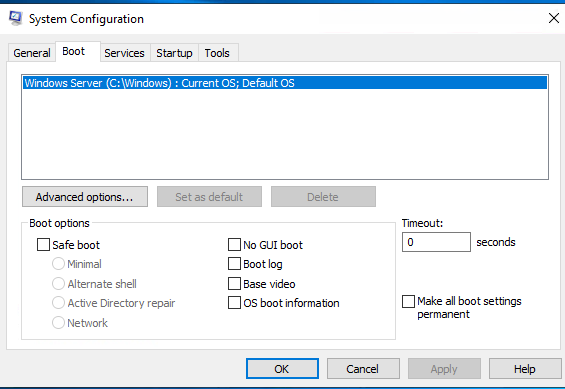 System Configuration
General Boot Services Startup Tools
Windows Server (C:\Windows) : Current OS; Default OS
Advanced options... Set as default Delete
Boot options
Safe boot
Minimal
Alternate shell
Active Directory repair
Network
No GUI boot
Boot log
Base video
OS boot information
Timeout:
0 seconds
Make all boot settings
permanent
OK Cancel Apply Help